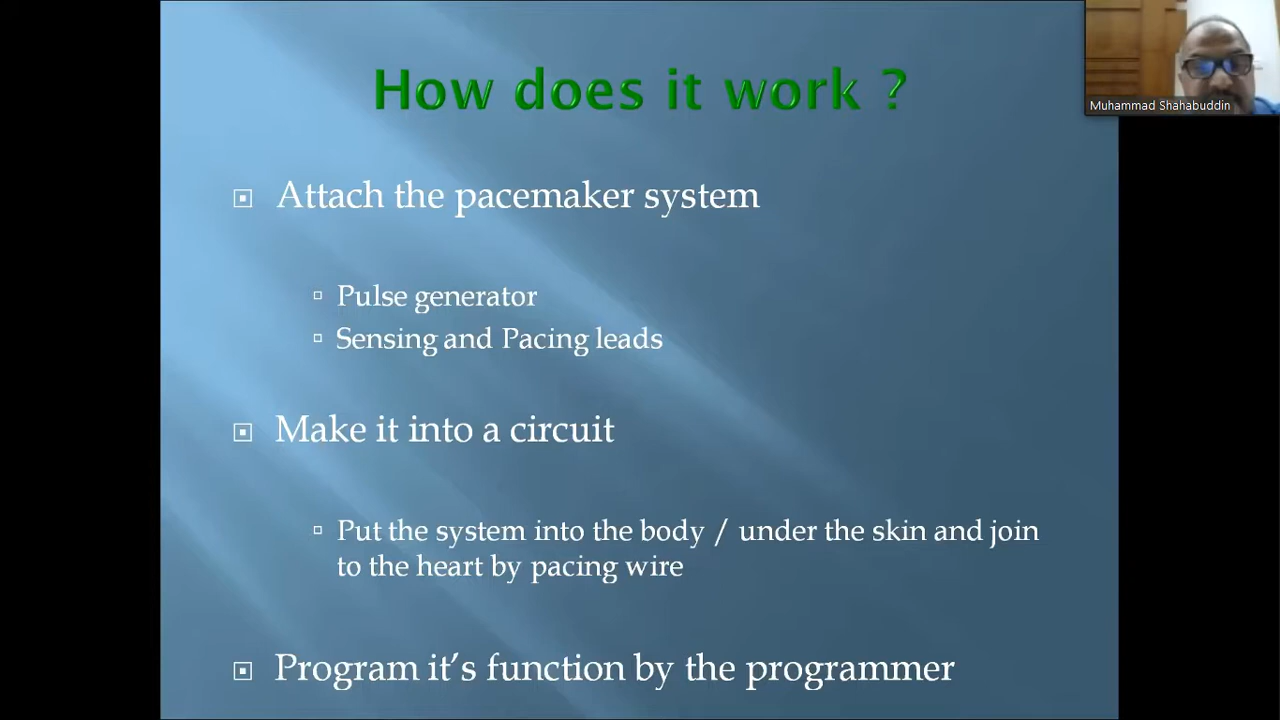 How does it work ?
Muhammad Shahabuddin
Attach the pacemaker system
Pulse generator
Sensing and Pacing leads
Make it into a circuit
Put the system into the body / under the skin and join
to the heart by pacing wire
Program it’s function by the programmer